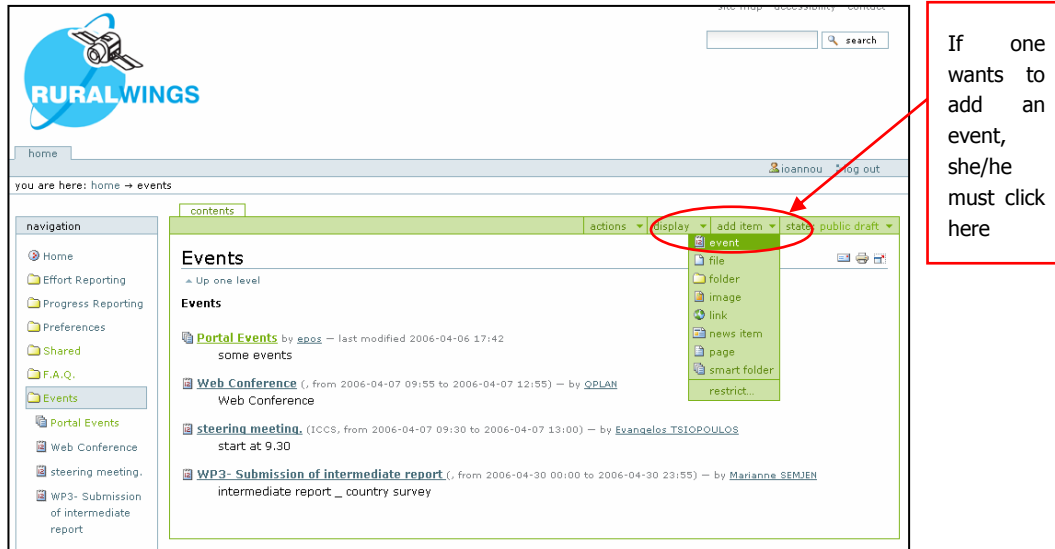 site map accessibility contact
search
RURALWINGS
home
ioannou log out
you are here: home → events
navigation
Home
Effort Reporting
Progress Reporting
Preferences
Shared
F.A.Q.
Events
Portal Events
Web Conference
steering meeting.
WP3- Submission
of intermediate
report
contents
actions display add item state: public draft
event
file
folder
image
link
news item
page
smart folder
restrict...
Events
Up one level
Events
Portal Events by epos — last modified 2006-04-06 17:42
some events
Web Conference (, from 2006-04-07 09:55 to 2006-04-07 12:55) — by QPLAN
Web Conference
steering meeting. (ICCS, from 2006-04-07 09:30 to 2006-04-07 13:00) — by Evangelos TSIOPOULOS
start at 9.30
WP3- Submission of intermediate report (, from 2006-04-30 00:00 to 2006-04-30 23:55) — by Marianne SEMJEN
intermediate report _ country survey
If one
wants to
add an
event,
she/he
must click
here